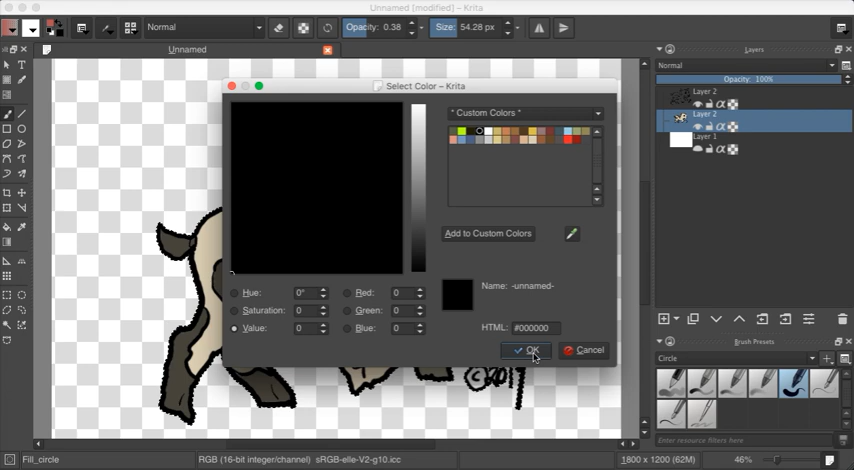 Unnamed [modified] – Krita
Normal
Opacity: 0.38
Size: 54.28 px
Unnamed
Layers
Normal
Opacity: 100%
Layer 2
Layer 2
Layer 1
Select Color – Krita
* Custom Colors *
Add to Custom Colors
Name: -unnamed-
Hue: 0°
Red: 0
Saturation: 0
Green: 0
Value: 0
Blue: 0
HTML: #000000
OK
Cancel
Brush Presets
Circle
Enter resource filters here
Fill_circle
RGB (16-bit integer/channel) sRGB-elle-V2-g10.icc
1800 x 1200 (62M)
46%